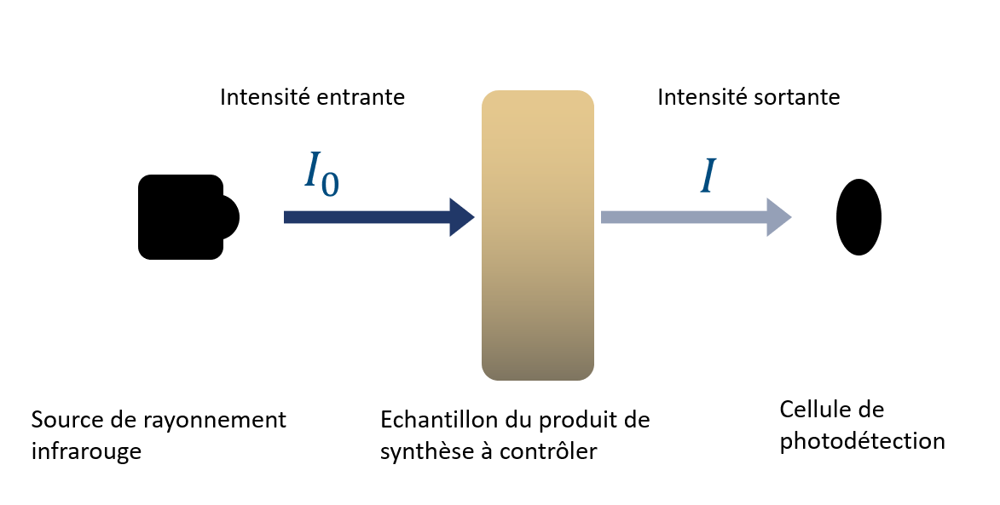 Intensité entrante
Intensité sortante
I₀
I
Source de rayonnement
infrarouge
Echantillon du produit de
synthèse à contrôler
Cellule de
photodétection